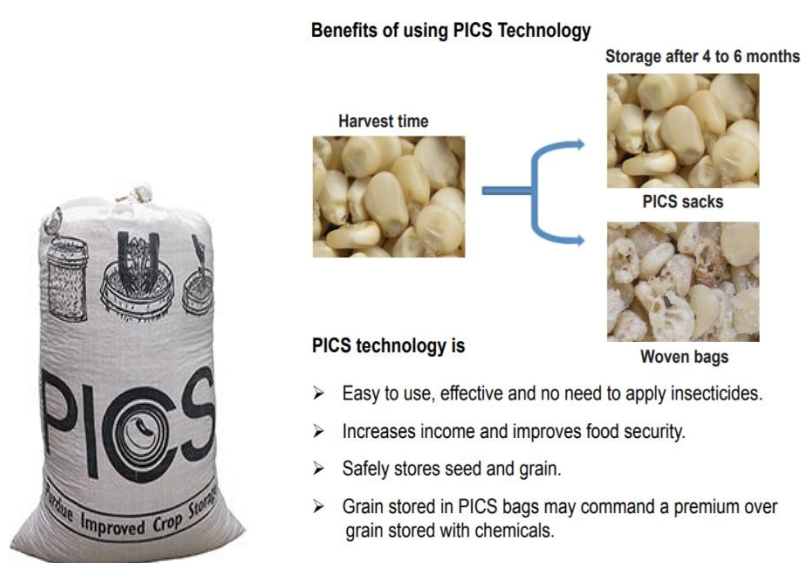 Benefits of using PICS Technology
Storage after 4 to 6 months
Harvest time
PICS sacks
Woven bags
PICS
Purdue Improved Crop Storage
PICS technology is
➢ Easy to use, effective and no need to apply insecticides.
➢ Increases income and improves food security.
➢ Safely stores seed and grain.
➢ Grain stored in PICS bags may command a premium over
grain stored with chemicals.